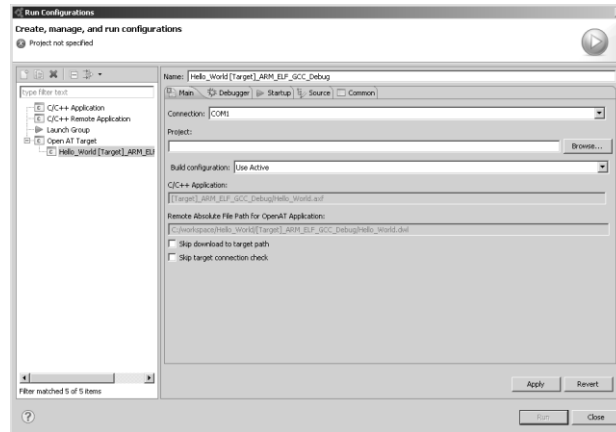 Run Configurations
Create, manage, and run configurations
Project not specified
type filter text
C/C++ Application
C/C++ Remote Application
Launch Group
Open AT Target
Hello_World [Target]_ARM_EL
Filter matched 5 of 5 items
Name: Hello_World [Target]_ARM_ELF_GCC_Debug
Main Debugger Startup Source Common
Connection: COM1
Project:
Browse...
Build configuration: Use Active
C/C++ Application:
[Target]_ARM_ELF_GCC_Debug/Hello_World.axf
Remote Absolute File Path for OpenAT Application:
C:/workspace/Hello_World/[Target]_ARM_ELF_GCC_Debug/Hello_World.dwl
Skip download to target path
Skip target connection check
Apply Revert
Run Close